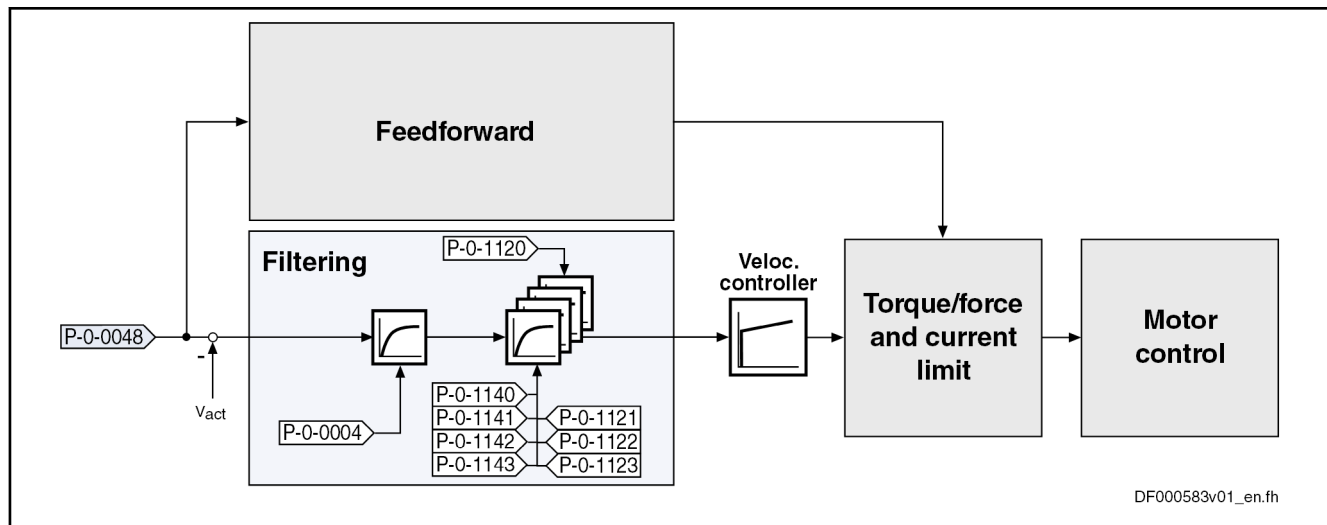 Feedforward
P-0-1120
Filtering
Veloc.
controller
P-0-0048
-
Vact
P-0-0004
P-0-1140
P-0-1141
P-0-1121
P-0-1142
P-0-1122
P-0-1143
P-0-1123
Torque/force
and current
limit
Motor
control
DF000583v01_en.fh